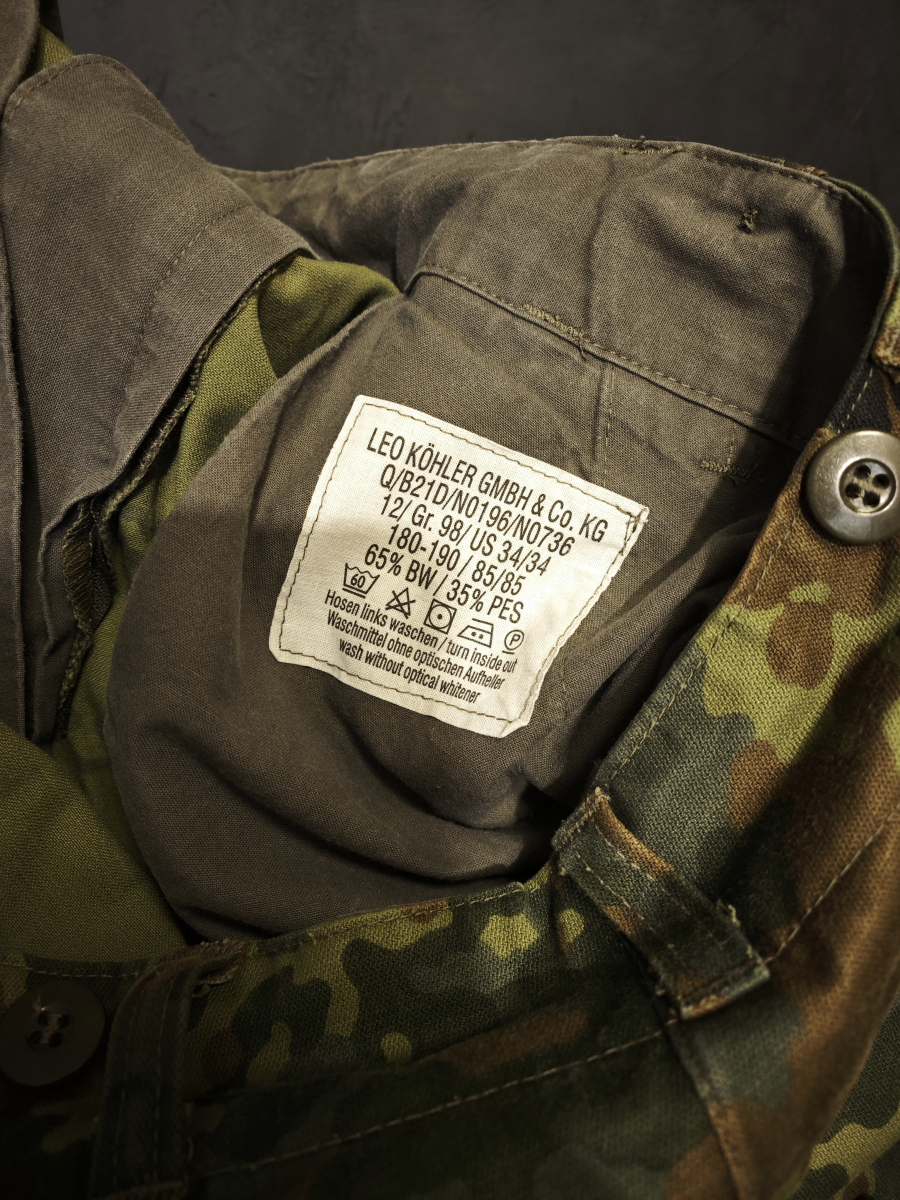 LEO KÖHLER GMBH & Co. KG
Q/B21D/N0196/N0736
12/ Gr. 98/ US 34/34
180-190 / 85/85
65% BW / 35% PES
60 P
Hosen links waschen / turn inside out
Waschmittel ohne optischen Aufheller
wash without optical whitener